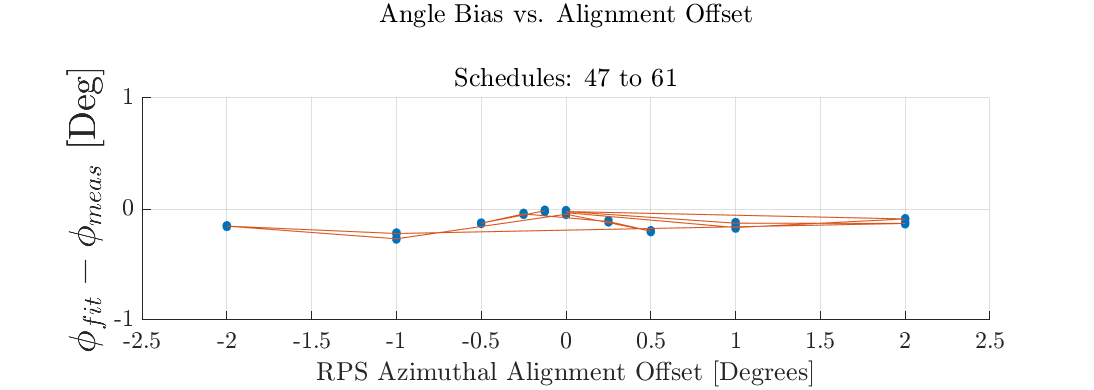 Angle Bias vs. Alignment Offset
Schedules: 47 to 61
ϕ_fit − ϕ_meas [Deg]
1
0
-1
-2.5 -2 -1.5 -1 -0.5 0 0.5 1 1.5 2 2.5
RPS Azimuthal Alignment Offset [Degrees]